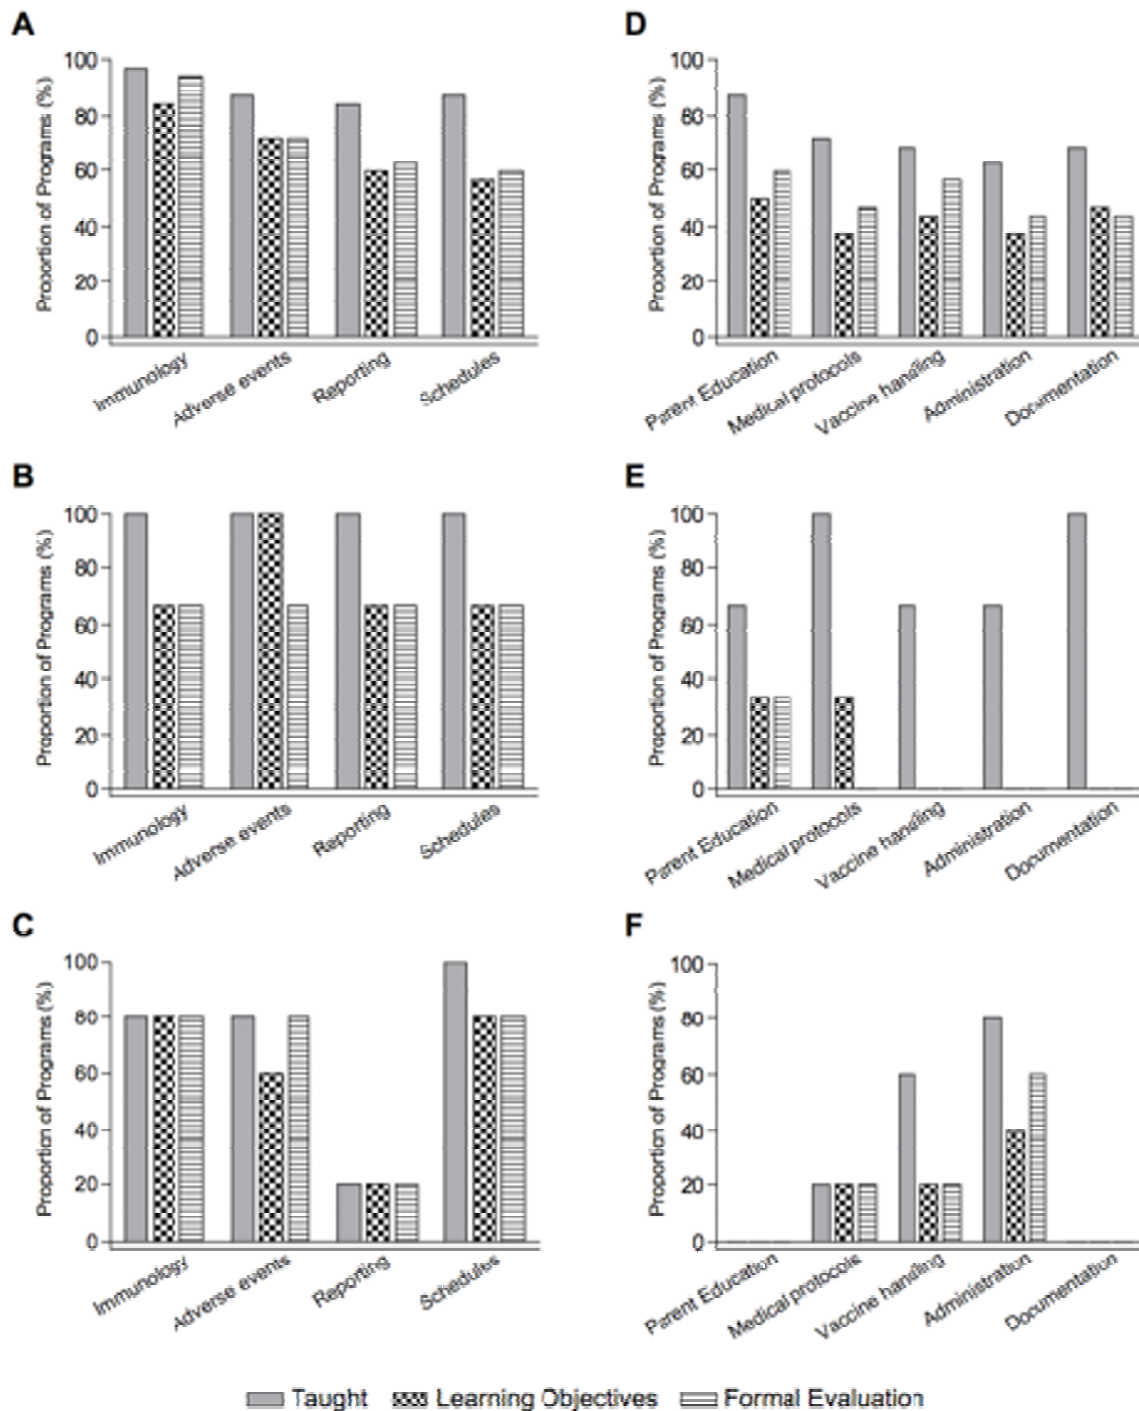 A
Proportion of Programs (%)
100
80
60
40
20
0
Immunology
Adverse events
Reporting
Schedules
D
Proportion of Programs (%)
100
80
60
40
20
0
Parent Education
Medical protocols
Vaccine handling
Administration
Documentation
B
Proportion of Programs (%)
100
80
60
40
20
0
Immunology
Adverse events
Reporting
Schedules
E
Proportion of Programs (%)
100
80
60
40
20
0
Parent Education
Medical protocols
Vaccine handling
Administration
Documentation
C
Proportion of Programs (%)
100
80
60
40
20
0
Immunology
Adverse events
Reporting
Schedules
F
Proportion of Programs (%)
100
80
60
40
20
0
Parent Education
Medical protocols
Vaccine handling
Administration
Documentation
Taught Learning Objectives Formal Evaluation